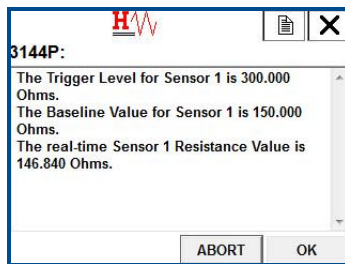 H
3144P:
The Trigger Level for Sensor 1 is 300.000
Ohms.
The Baseline Value for Sensor 1 is 150.000
Ohms.
The real-time Sensor 1 Resistance Value is
146.840 Ohms.
ABORT OK